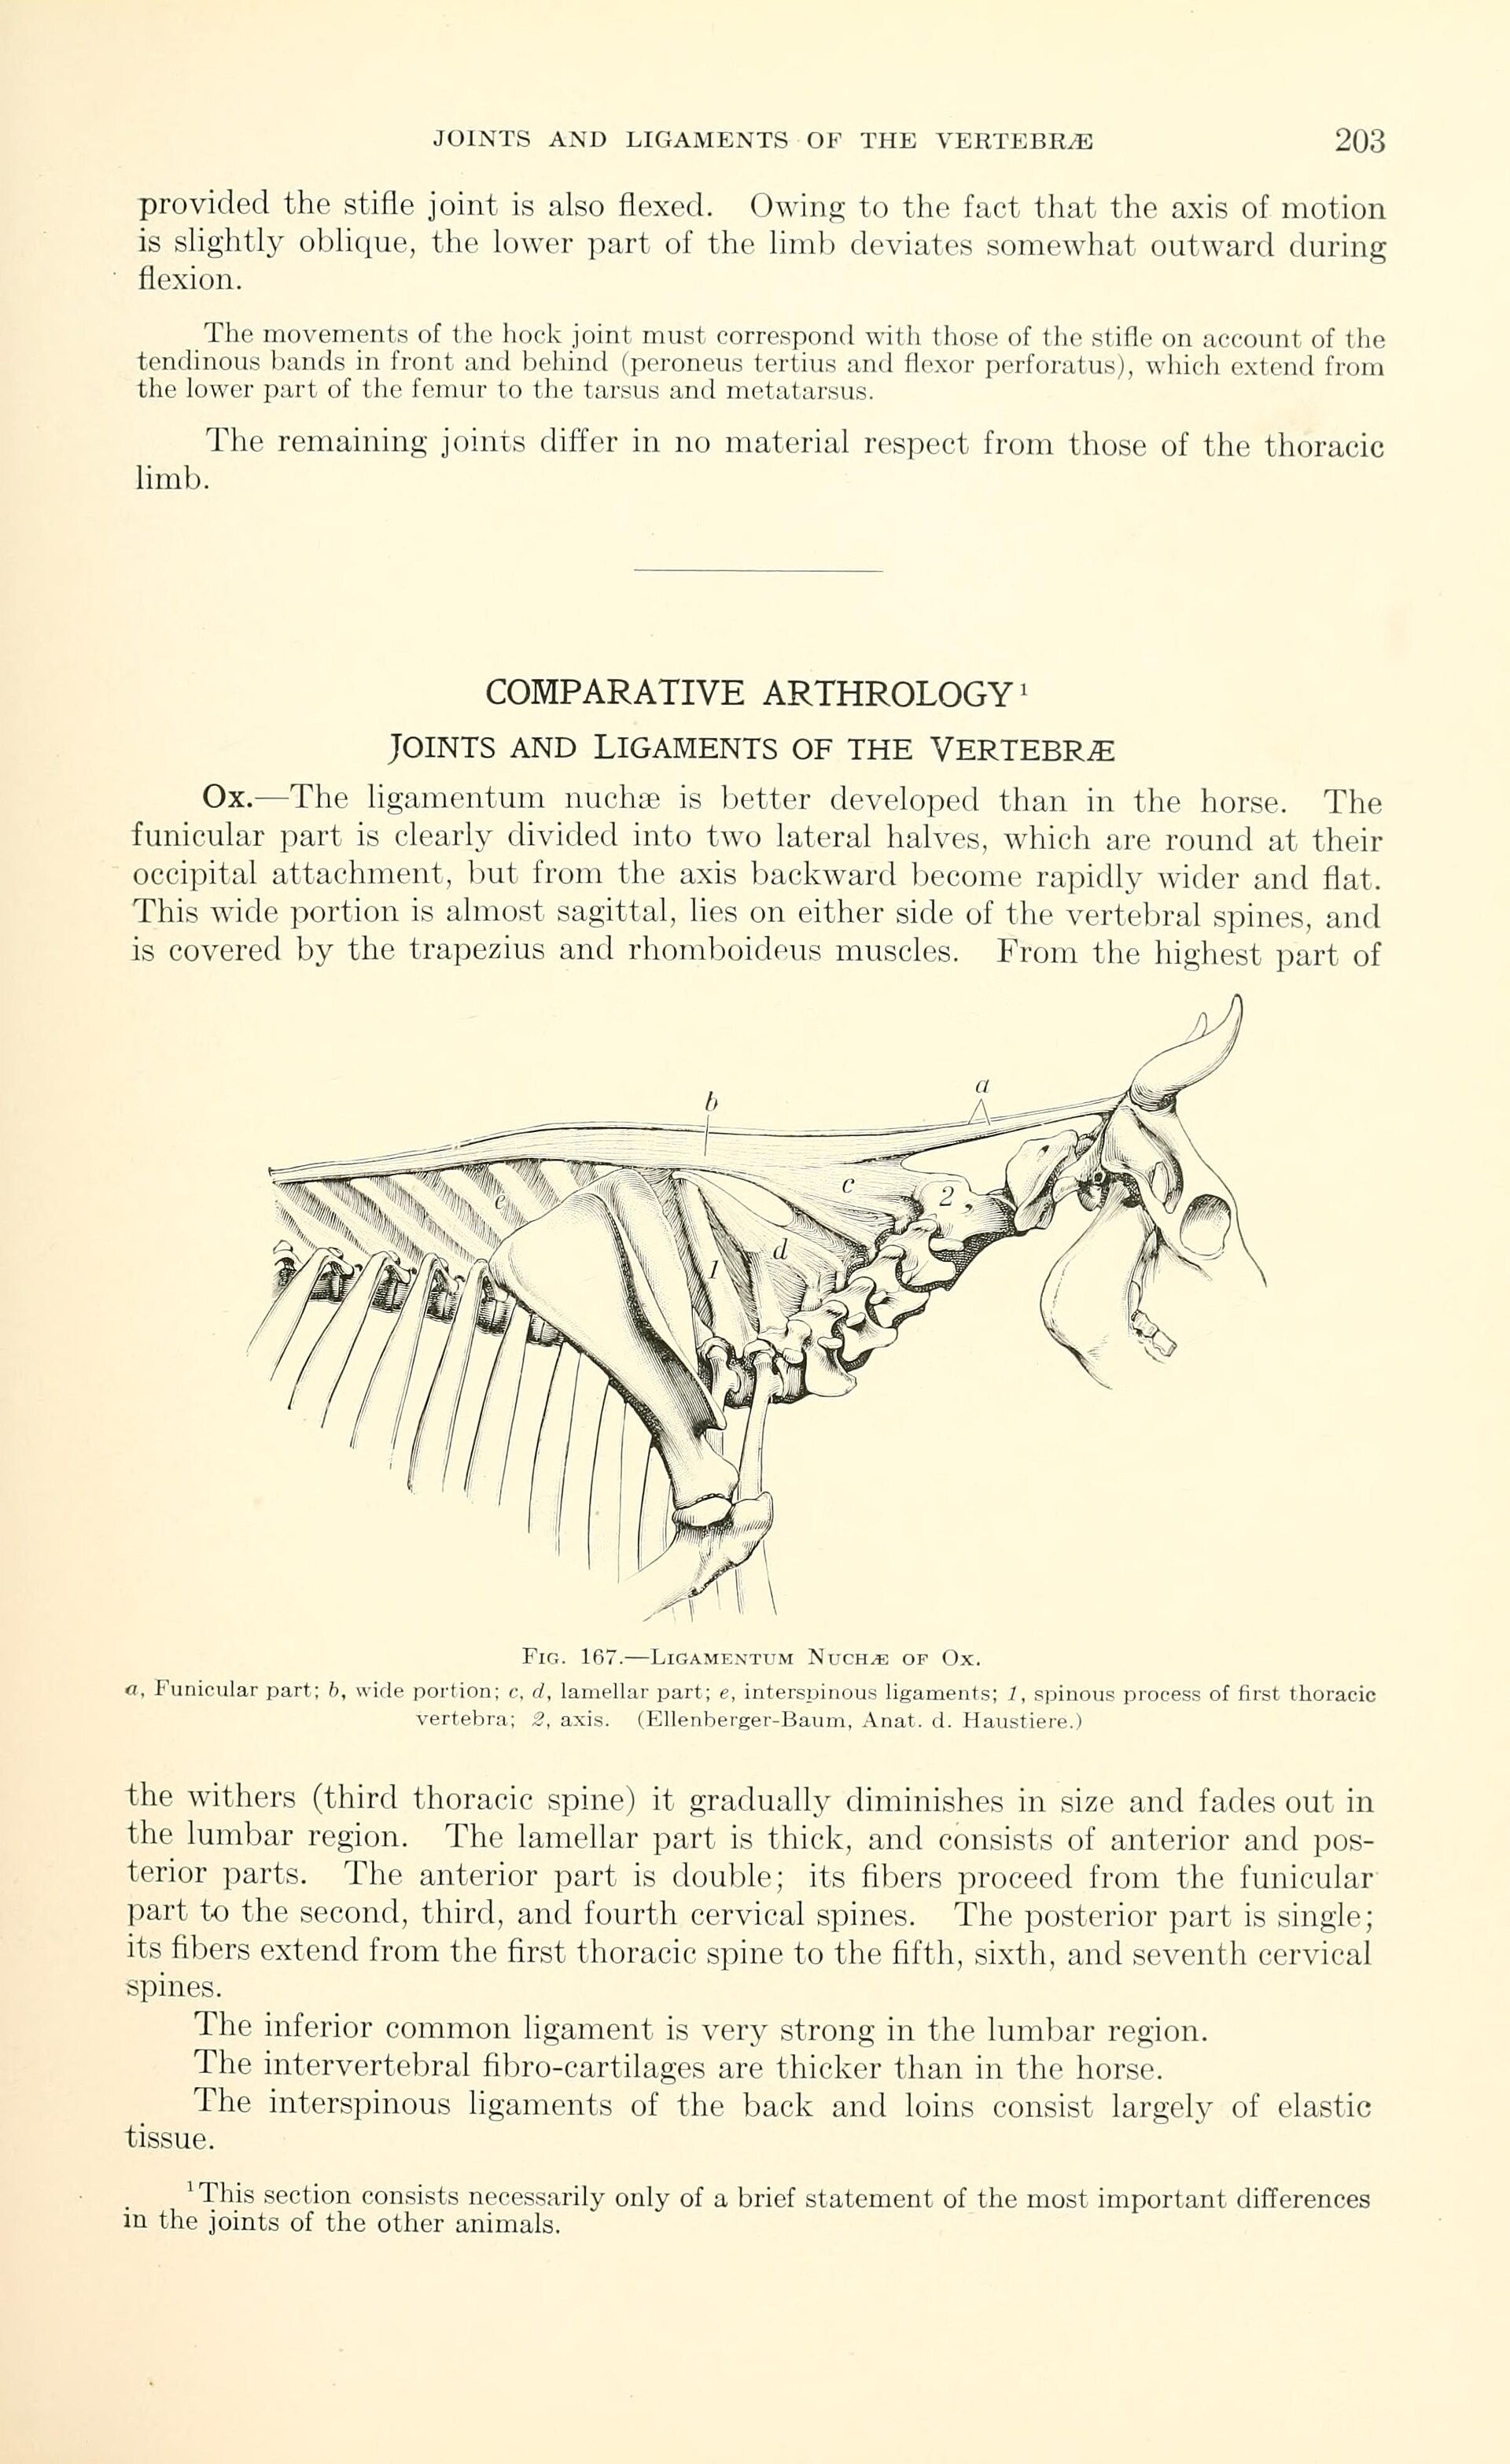 JOINTS AND LIGAMENTS OF THE VERTEBRÆ 203
provided the stifle joint is also flexed. Owing to the fact that the axis of motion
is slightly oblique, the lower part of the limb deviates somewhat outward during
flexion.
The movements of the hock joint must correspond with those of the stifle on account of the
tendinous bands in front and behind (peroneus tertius and flexor perforatus), which extend from
the lower part of the femur to the tarsus and metatarsus.
The remaining joints differ in no material respect from those of the thoracic
limb.
COMPARATIVE ARTHROLOGY¹
JOINTS AND LIGAMENTS OF THE VERTEBRÆ
Ox.—The ligamentum nuchæ is better developed than in the horse. The
funicular part is clearly divided into two lateral halves, which are round at their
occipital attachment, but from the axis backward become rapidly wider and flat.
This wide portion is almost sagittal, lies on either side of the vertebral spines, and
is covered by the trapezius and rhomboideus muscles. From the highest part of
a
b
c
2
e
d
1
FIG. 167.—LIGAMENTUM NUCHÆ OF OX.
a, Funicular part; b, wide portion; c, d, lamellar part; e, interspinous ligaments; 1, spinous process of first thoracic
vertebra; 2, axis. (Ellenberger-Baum, Anat. d. Haustiere.)
the withers (third thoracic spine) it gradually diminishes in size and fades out in
the lumbar region. The lamellar part is thick, and consists of anterior and pos-
terior parts. The anterior part is double; its fibers proceed from the funicular
part to the second, third, and fourth cervical spines. The posterior part is single;
its fibers extend from the first thoracic spine to the fifth, sixth, and seventh cervical
spines.
The inferior common ligament is very strong in the lumbar region.
The intervertebral fibro-cartilages are thicker than in the horse.
The interspinous ligaments of the back and loins consist largely of elastic
tissue.
¹This section consists necessarily only of a brief statement of the most important differences
in the joints of the other animals.